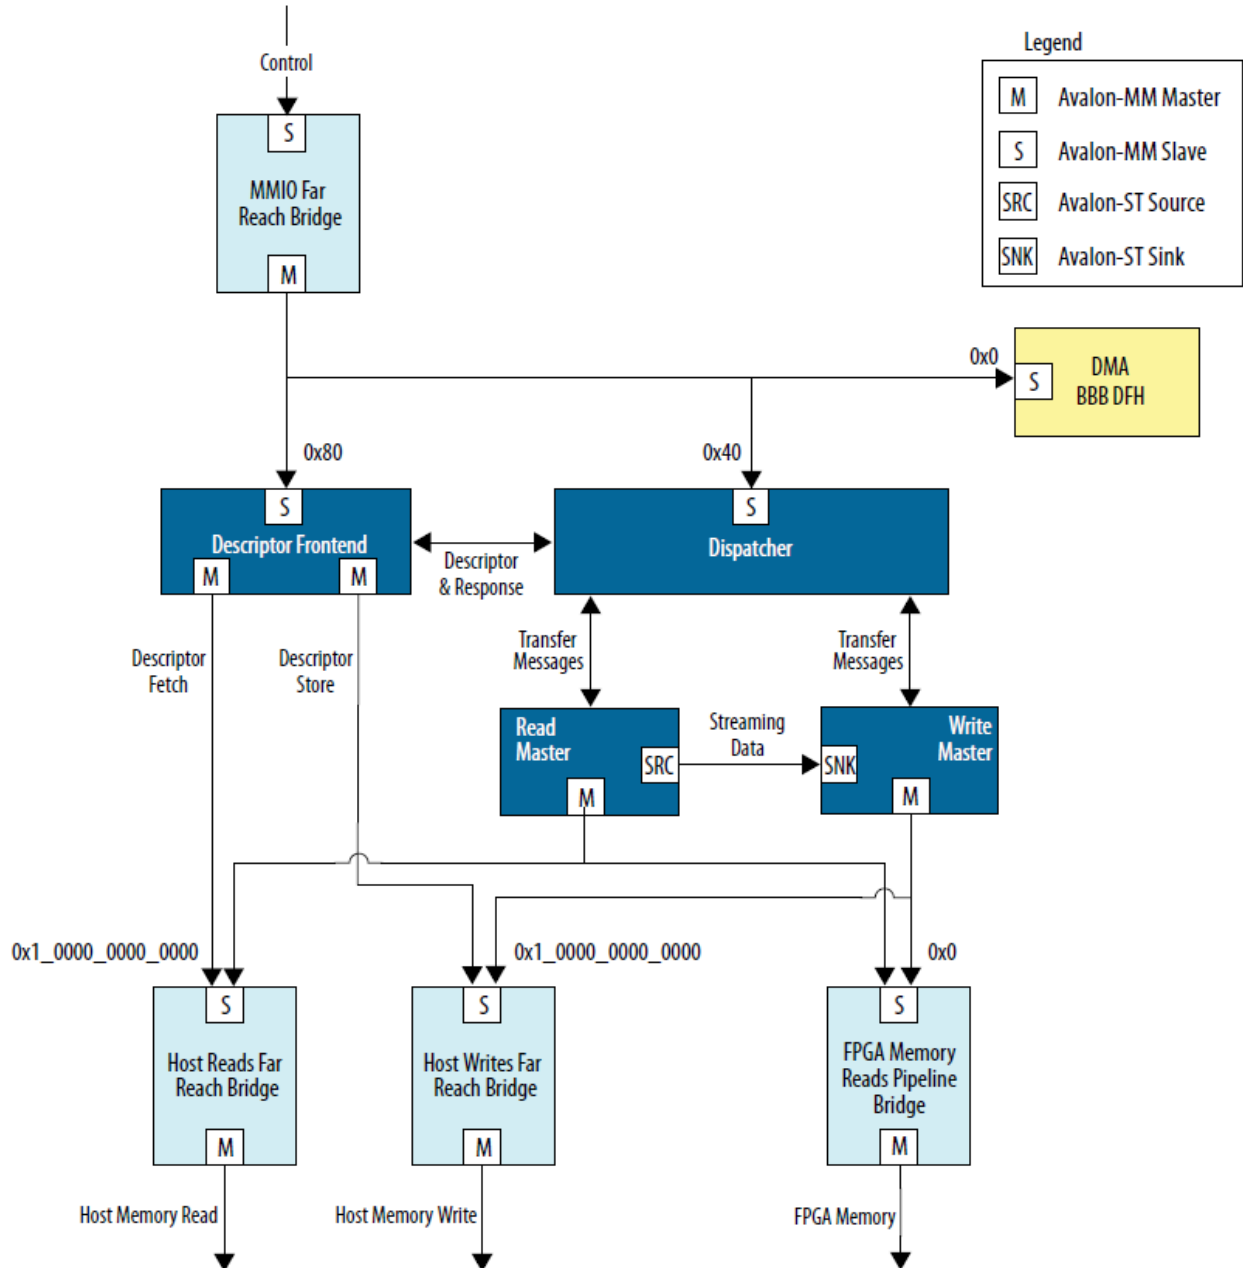 Control
Legend
S
M
Avalon-MM Master
MMIO Far
Reach Bridge
S
Avalon-MM Slave
SRC
Avalon-ST Source
SNK
Avalon-ST Sink
M
0x0
DMA
BBB DFH
S
0x80
0x40
S
S
Descriptor Frontend
Dispatcher
Descriptor
& Response
M
M
Descriptor
Fetch
Descriptor
Store
Transfer
Messages
Transfer
Messages
Read
Master
Streaming
Data
Write
Master
SRC
SNK
M
M
0x1_0000_0000_0000
0x1_0000_0000_0000
0x0
S
S
S
Host Reads Far
Reach Bridge
Host Writes Far
Reach Bridge
FPGA Memory
Reads Pipeline
Bridge
M
M
M
Host Memory Read
Host Memory Write
FPGA Memory